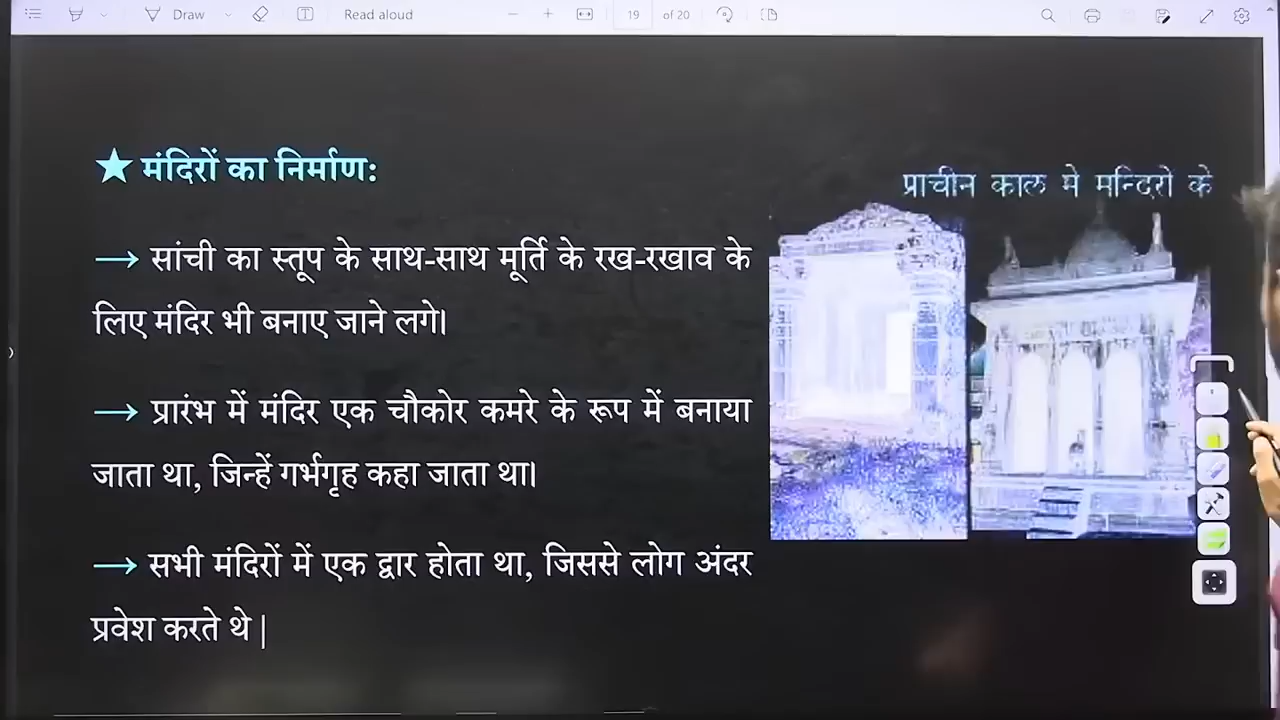 Draw
Read aloud
19 of 20
★ मंदिरों का निर्माण:
प्राचीन काल मे मन्दिरो के
→ सांची का स्तूप के साथ-साथ मूर्ति के रख-रखाव के
लिए मंदिर भी बनाए जाने लगे।
→ प्रारंभ में मंदिर एक चौकोर कमरे के रूप में बनाया
जाता था, जिन्हें गर्भगृह कहा जाता था।
→ सभी मंदिरों में एक द्वार होता था, जिससे लोग अंदर
प्रवेश करते थे |